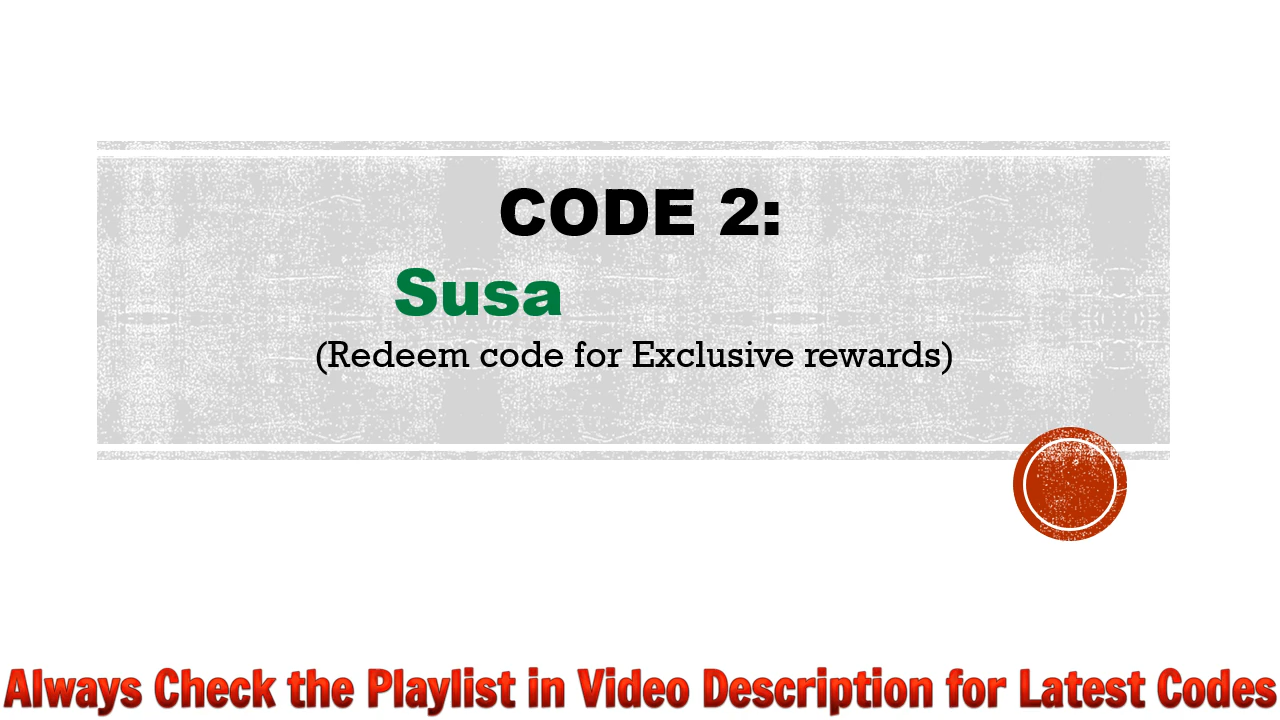 CODE 2:
Susa
(Redeem code for Exclusive rewards)
Always Check the Playlist in Video Description for Latest Codes